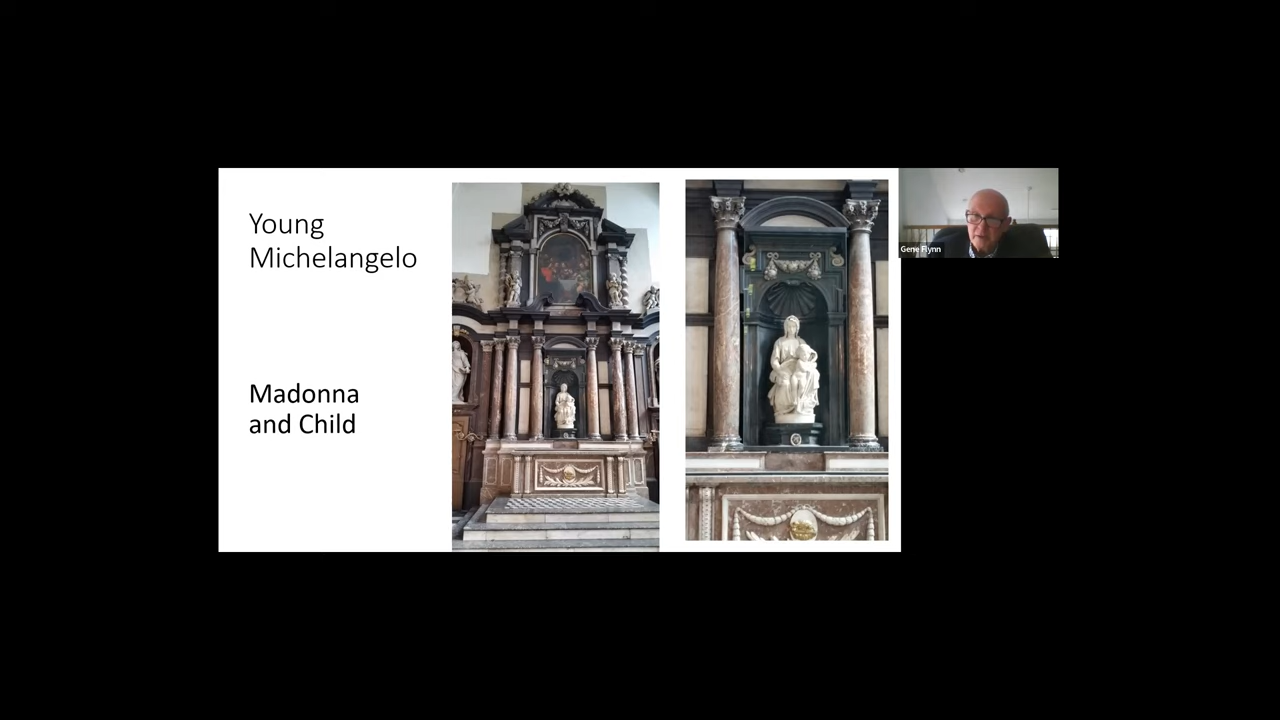 Young
Michelangelo
Madonna
and Child
Gene Flynn